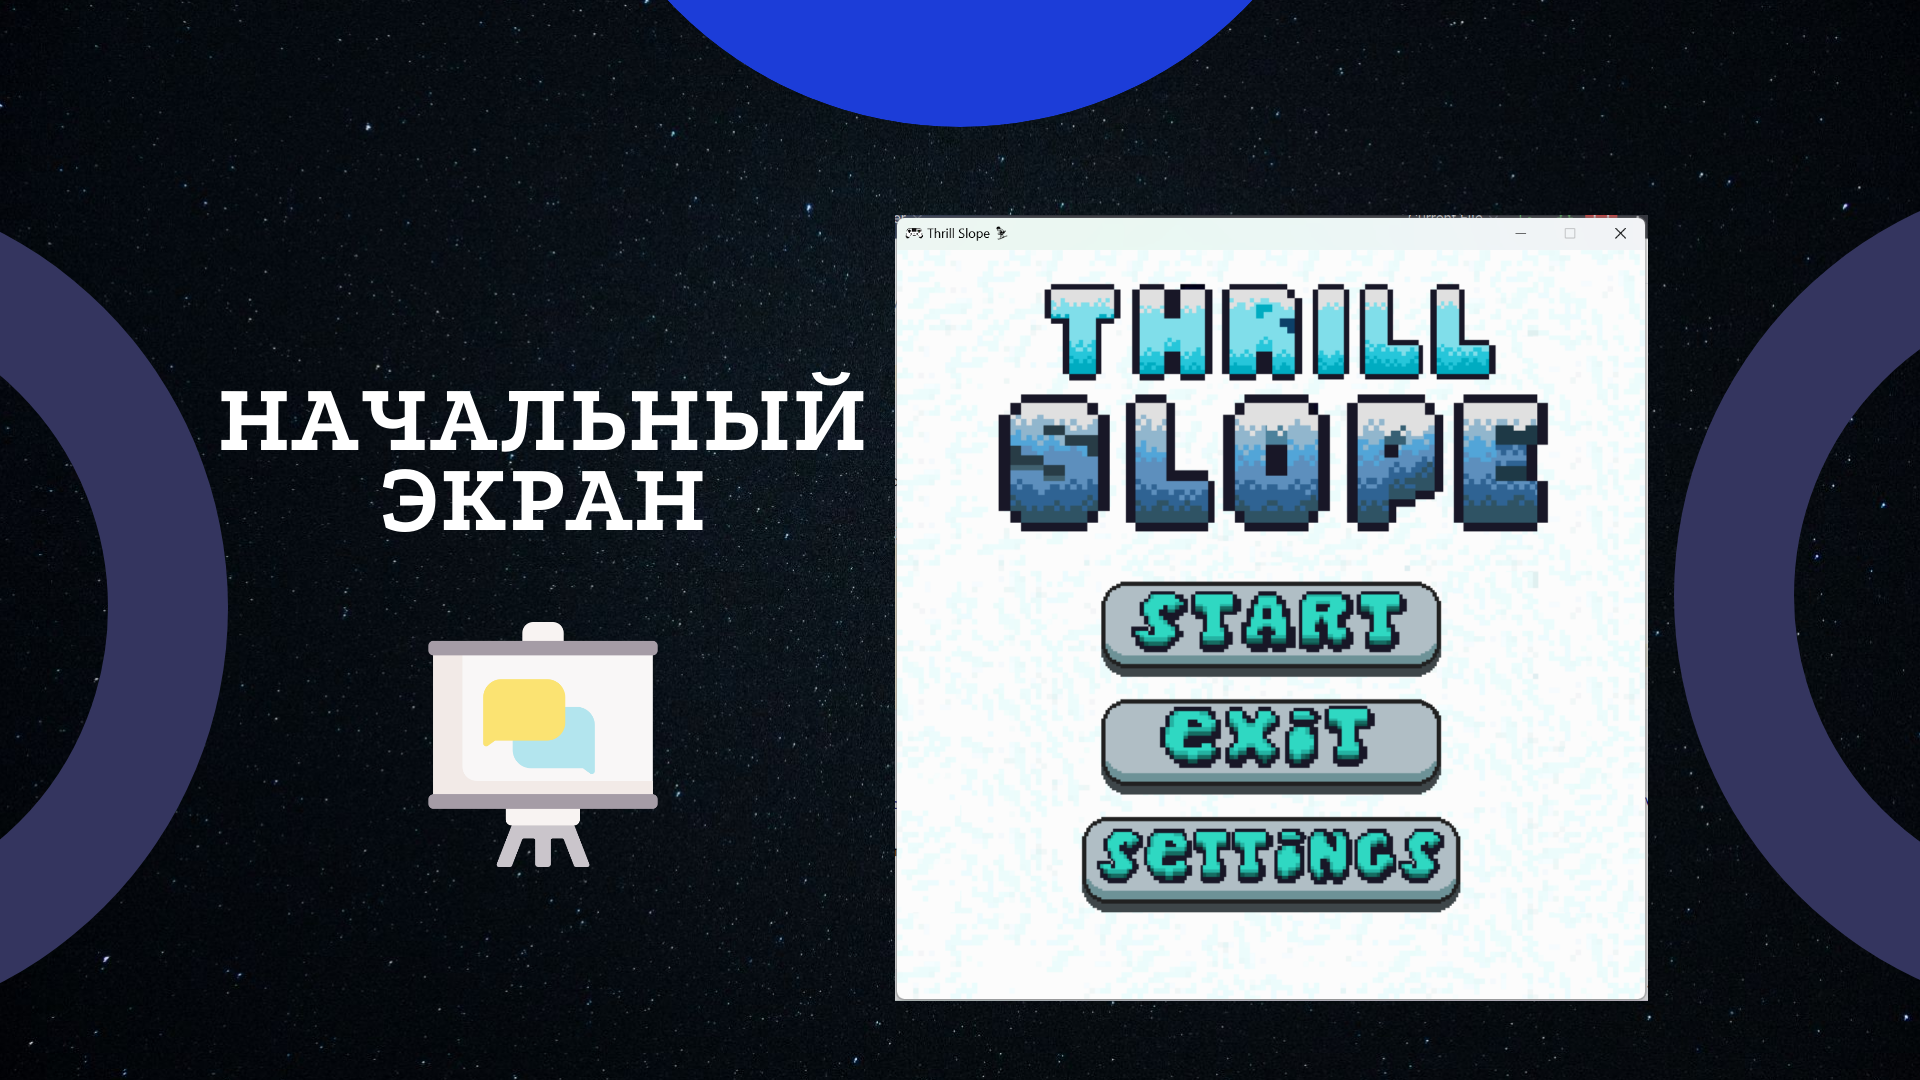 НАЧАЛЬНЫЙ
ЭКРАН
Thrill Slope
THRILL
SLOPE
START
EXIT
SETTINGS